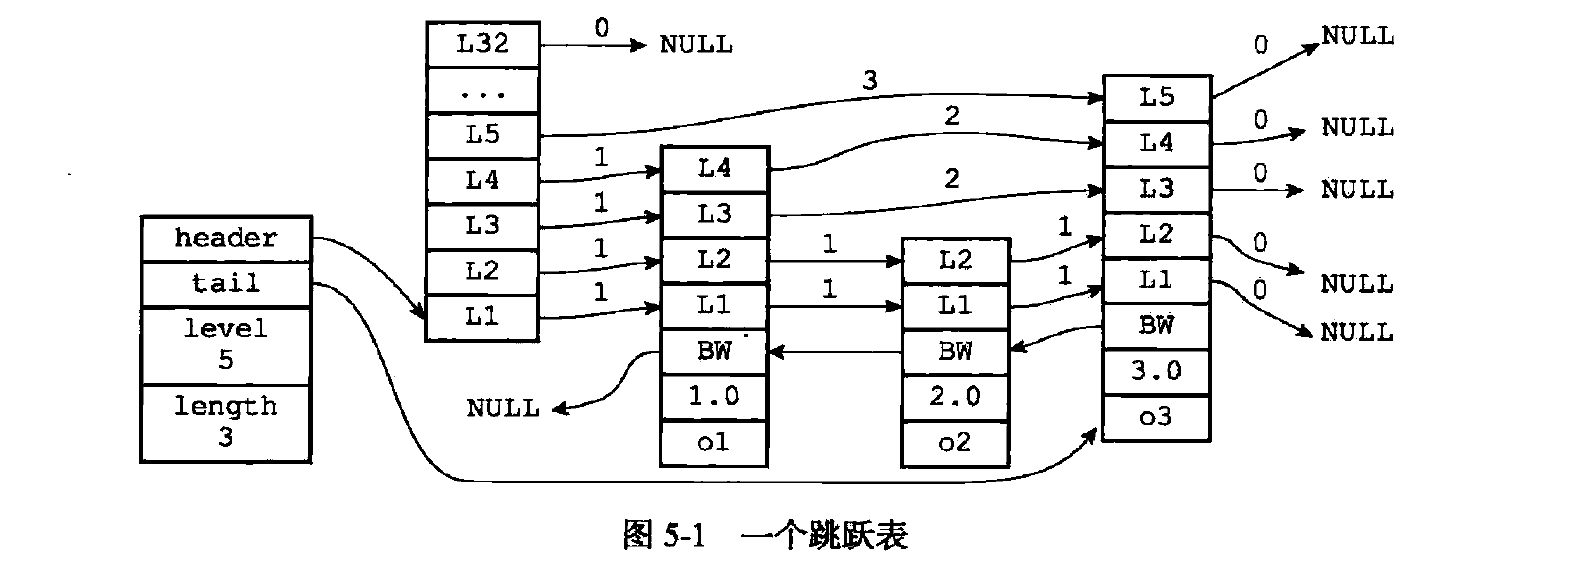 header
tail
level
5
length
3
L32
...
L5
L4
L3
L2
L1
0
NULL
3
1
1
1
1
L4
L3
L2
L1
BW
1.0
o1
NULL
2
2
1
1
L2
L1
BW
2.0
o2
1
1
L5
L4
L3
L2
L1
BW
3.0
o3
0
NULL
0
NULL
0
NULL
0
NULL
0
NULL
图 5-1 一个跳跃表